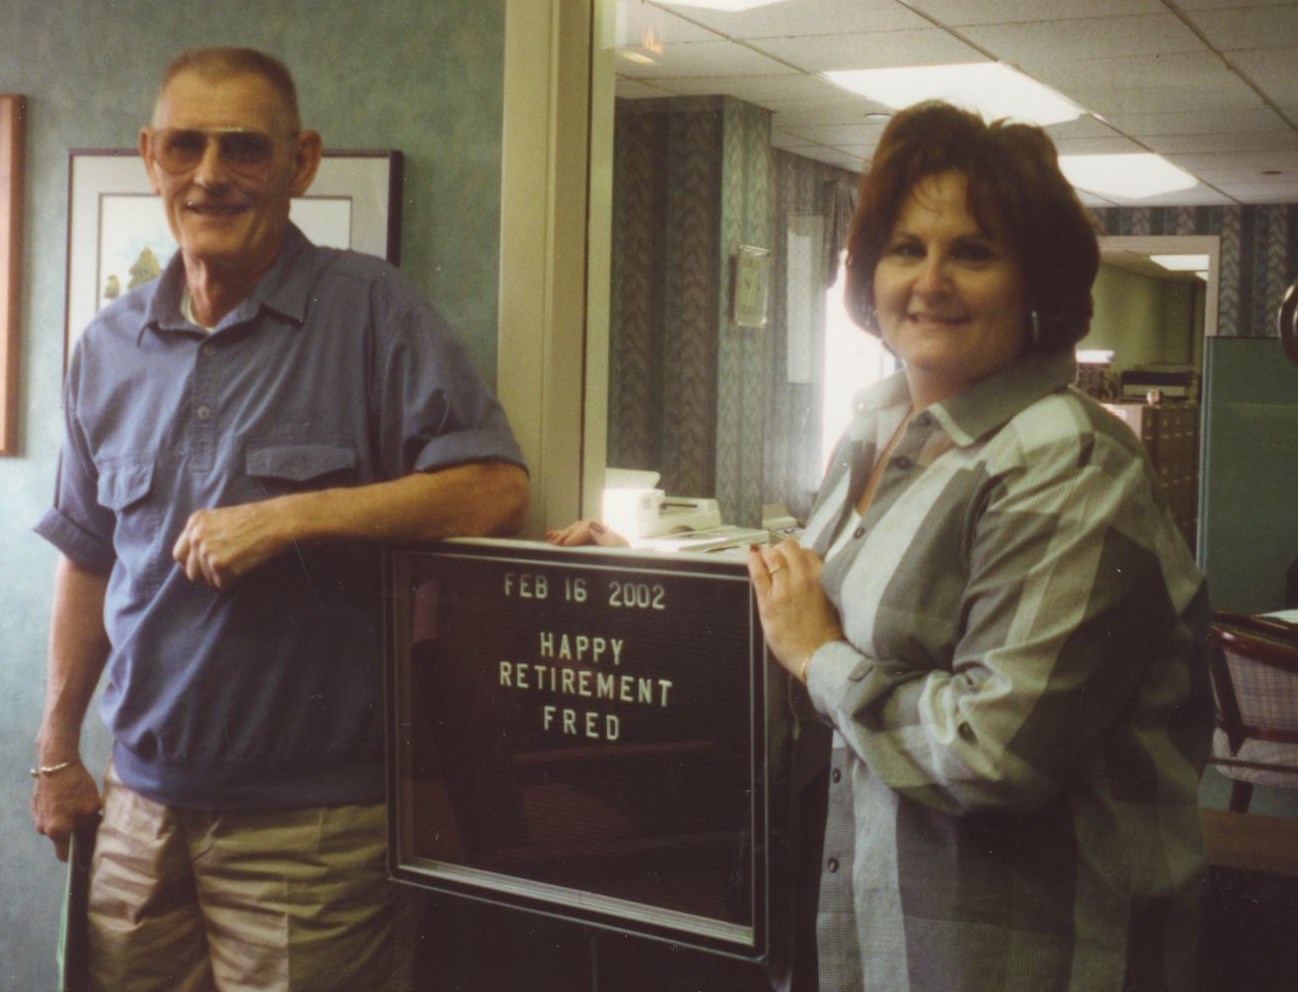 FEB 16 2002
HAPPY
RETIREMENT
FRED